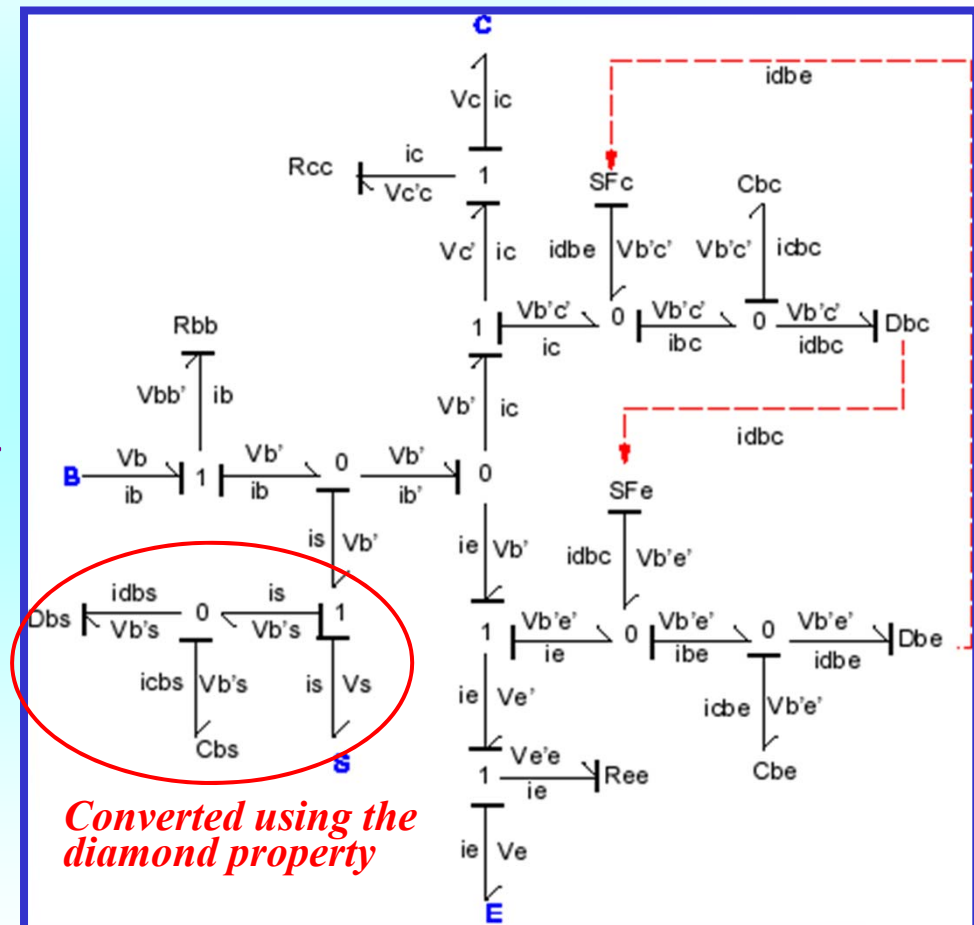 C
idbe
Vc ic
Rcc
ic
Vc'c
1
SFc
Cbc
Vc' ic
idbe Vb'c'
Vb'c' icbc
Rbb
1
Vb'c'
ic
0
Vb'c'
ibc
0
Vb'c'
idbc
Dbc
Vbb' ib
Vb' ic
idbc
B
Vb
ib
1
Vb'
ib
0
Vb'
ib'
0
SFe
is Vb'
ie Vb'
idbc Vb'e'
Dbs
idbs
Vb's
0
is
Vb's
1
1
Vb'e'
ie
0
Vb'e'
ibe
0
Vb'e'
idbe
Dbe
icbs Vb's
is Vs
ie Ve'
icbe Vb'e'
Cbs
S
1
Ve'e
ie
Ree
Cbe
Converted using the
diamond property
ie Ve
E